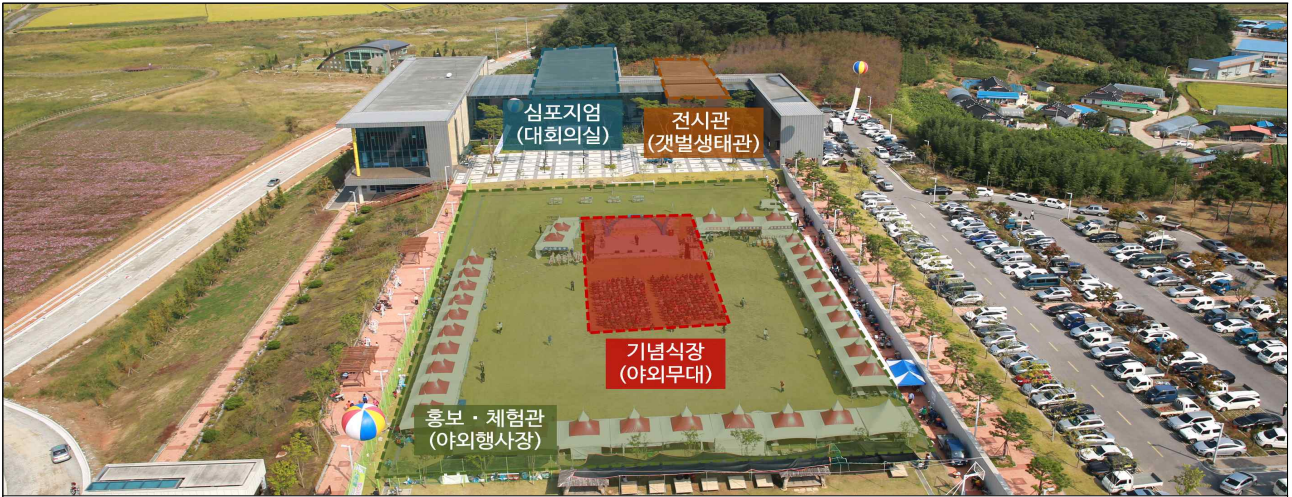 심포지엄
(대회의실)
전시관
(갯벌생태관)
기념식장
(야외무대)
홍보・체험관
(야외행사장)